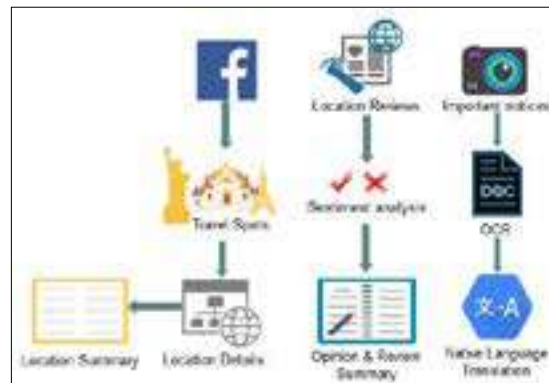 f
Location Reviews
Important notices
Travel Spots
Sentiment analysis
DOC
OCR
文-A
Location Summary
Location Details
Opinion & Review
Summary
Native Language
Translation